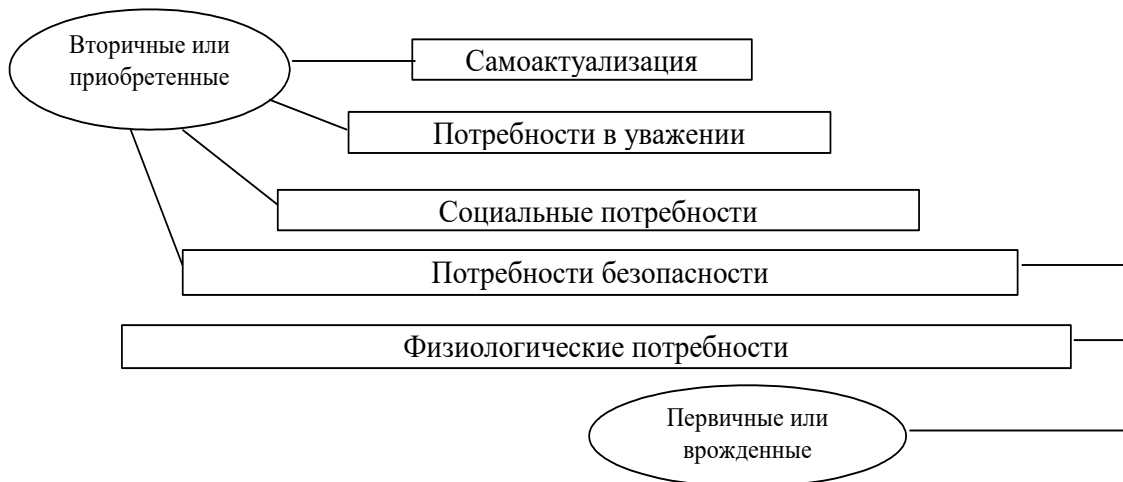 Вторичные или
приобретенные
Самоактуализация
Потребности в уважении
Социальные потребности
Потребности безопасности
Физиологические потребности
Первичные или
врожденные